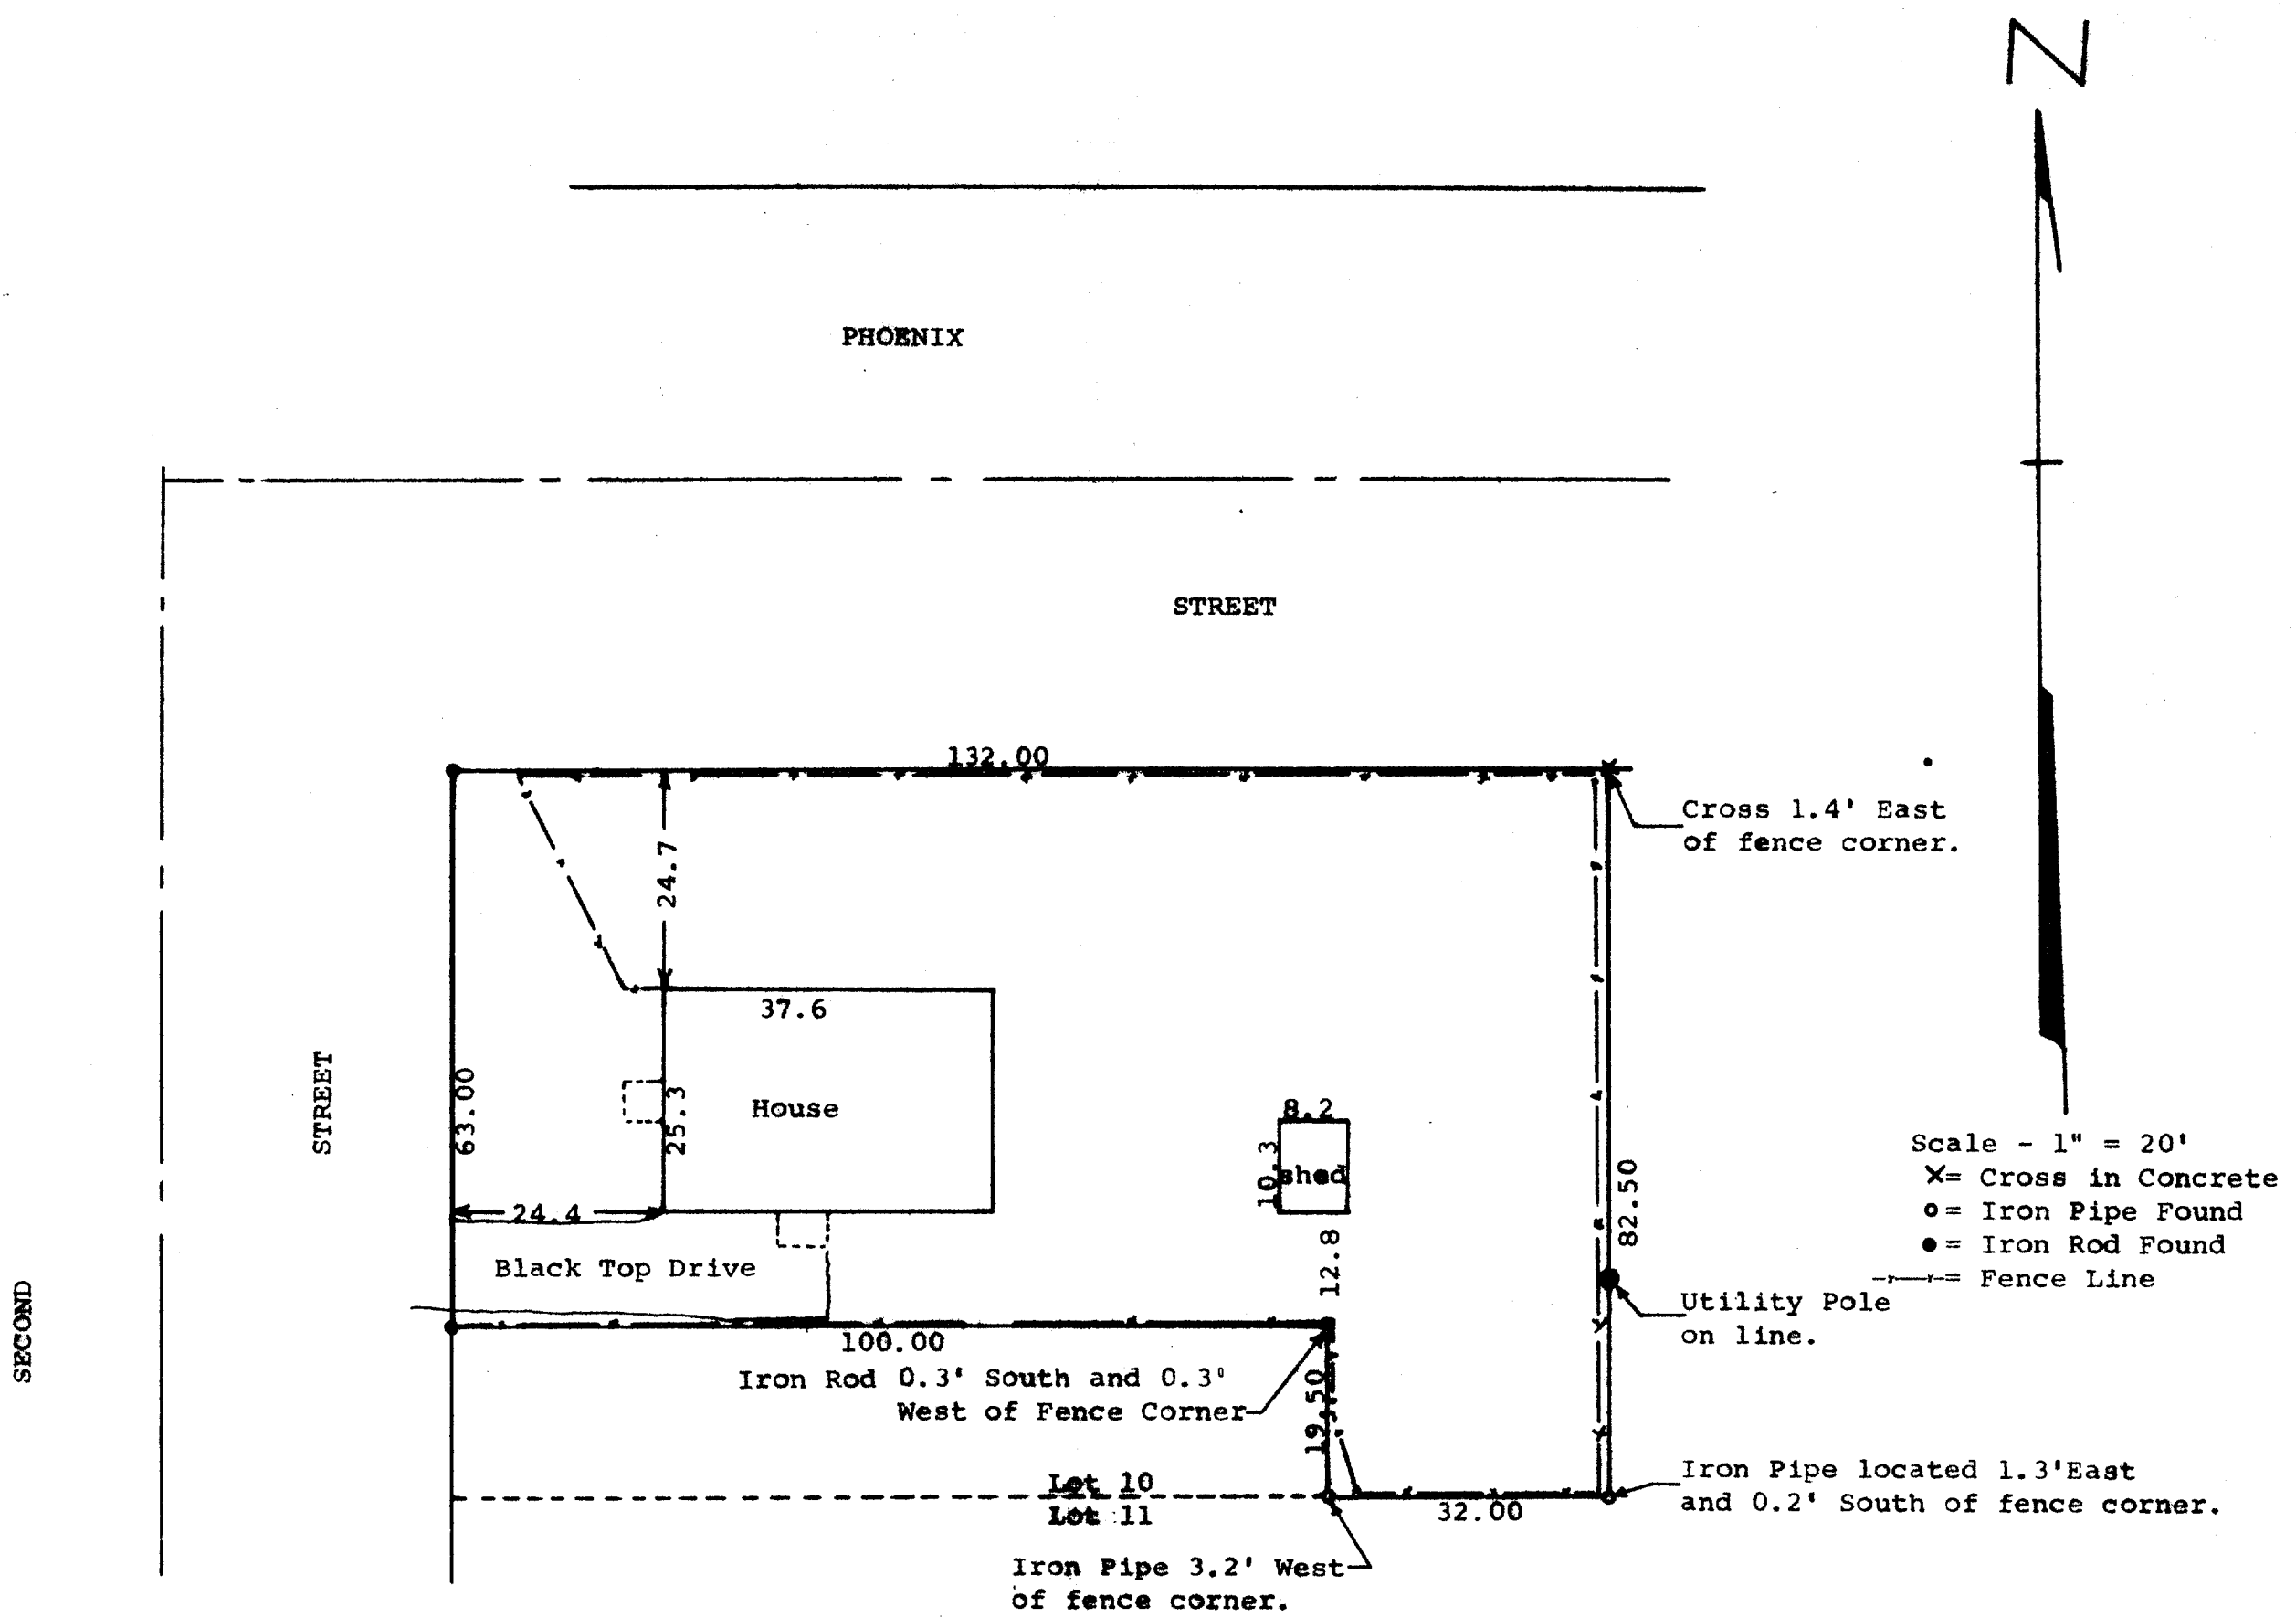 N
PHOENIX
STREET
132.00
Cross 1.4' East
of fence corner.
24.7
37.6
STREET
63.00
25.3
House
8.2
10.3
shed
82.50
Scale - 1" = 20'
X= Cross in Concrete
o= Iron Pipe Found
●= Iron Rod Found
= Fence Line
24.4
Black Top Drive
12.8
Utility Pole
on line.
SECOND
100.00
Iron Rod 0.3' South and 0.3'
West of Fence Corner
19.50
Lot 10
Lot 11
32.00
Iron Pipe located 1.3'East
and 0.2' South of fence corner.
Iron Pipe 3.2' West
of fence corner.